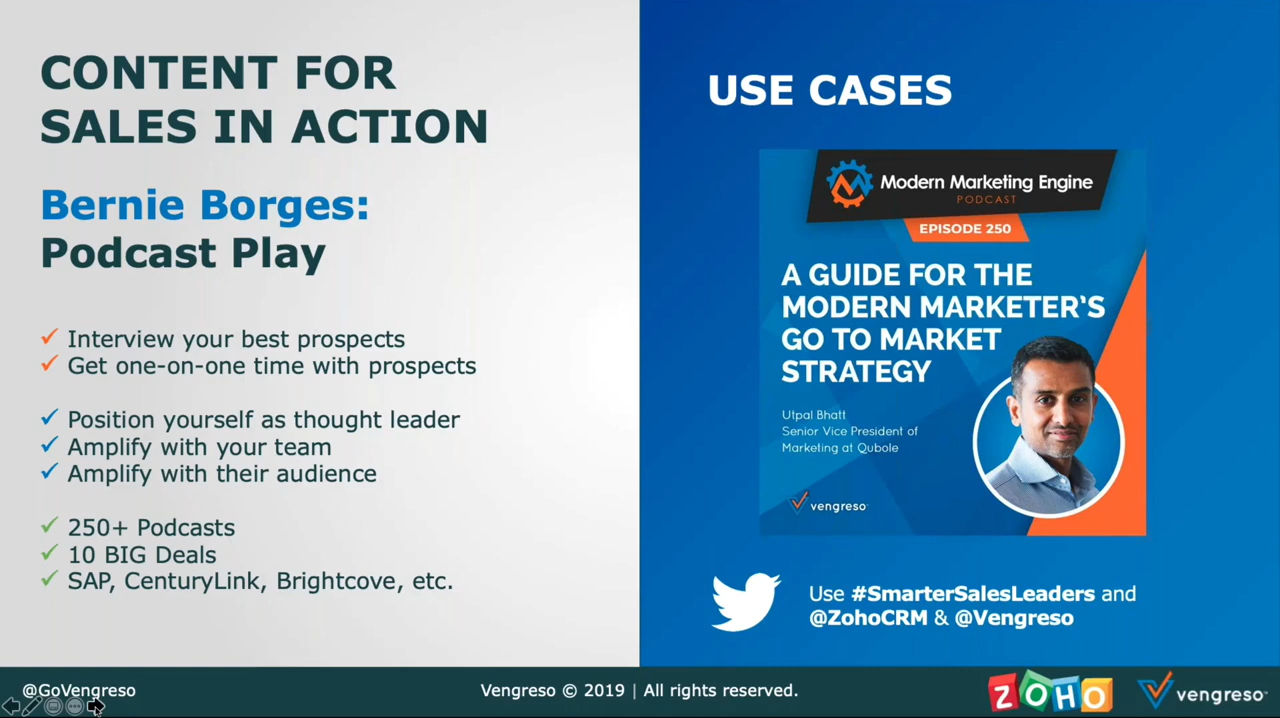 CONTENT FOR
SALES IN ACTION
Bernie Borges:
Podcast Play
Interview your best prospects
Get one-on-one time with prospects
Position yourself as thought leader
Amplify with your team
Amplify with their audience
250+ Podcasts
10 BIG Deals
SAP, CenturyLink, Brightcove, etc.
USE CASES
Modern Marketing Engine
PODCAST
EPISODE 250
A GUIDE FOR THE
MODERN MARKETER'S
GO TO MARKET
STRATEGY
Utpal Bhatt
Senior Vice President of
Marketing at Qubole
vengreso
Use #SmarterSalesLeaders and
@ZohoCRM & @Vengreso
@GoVengreso
Vengreso © 2019 | All rights reserved.
ZOHO
vengreso